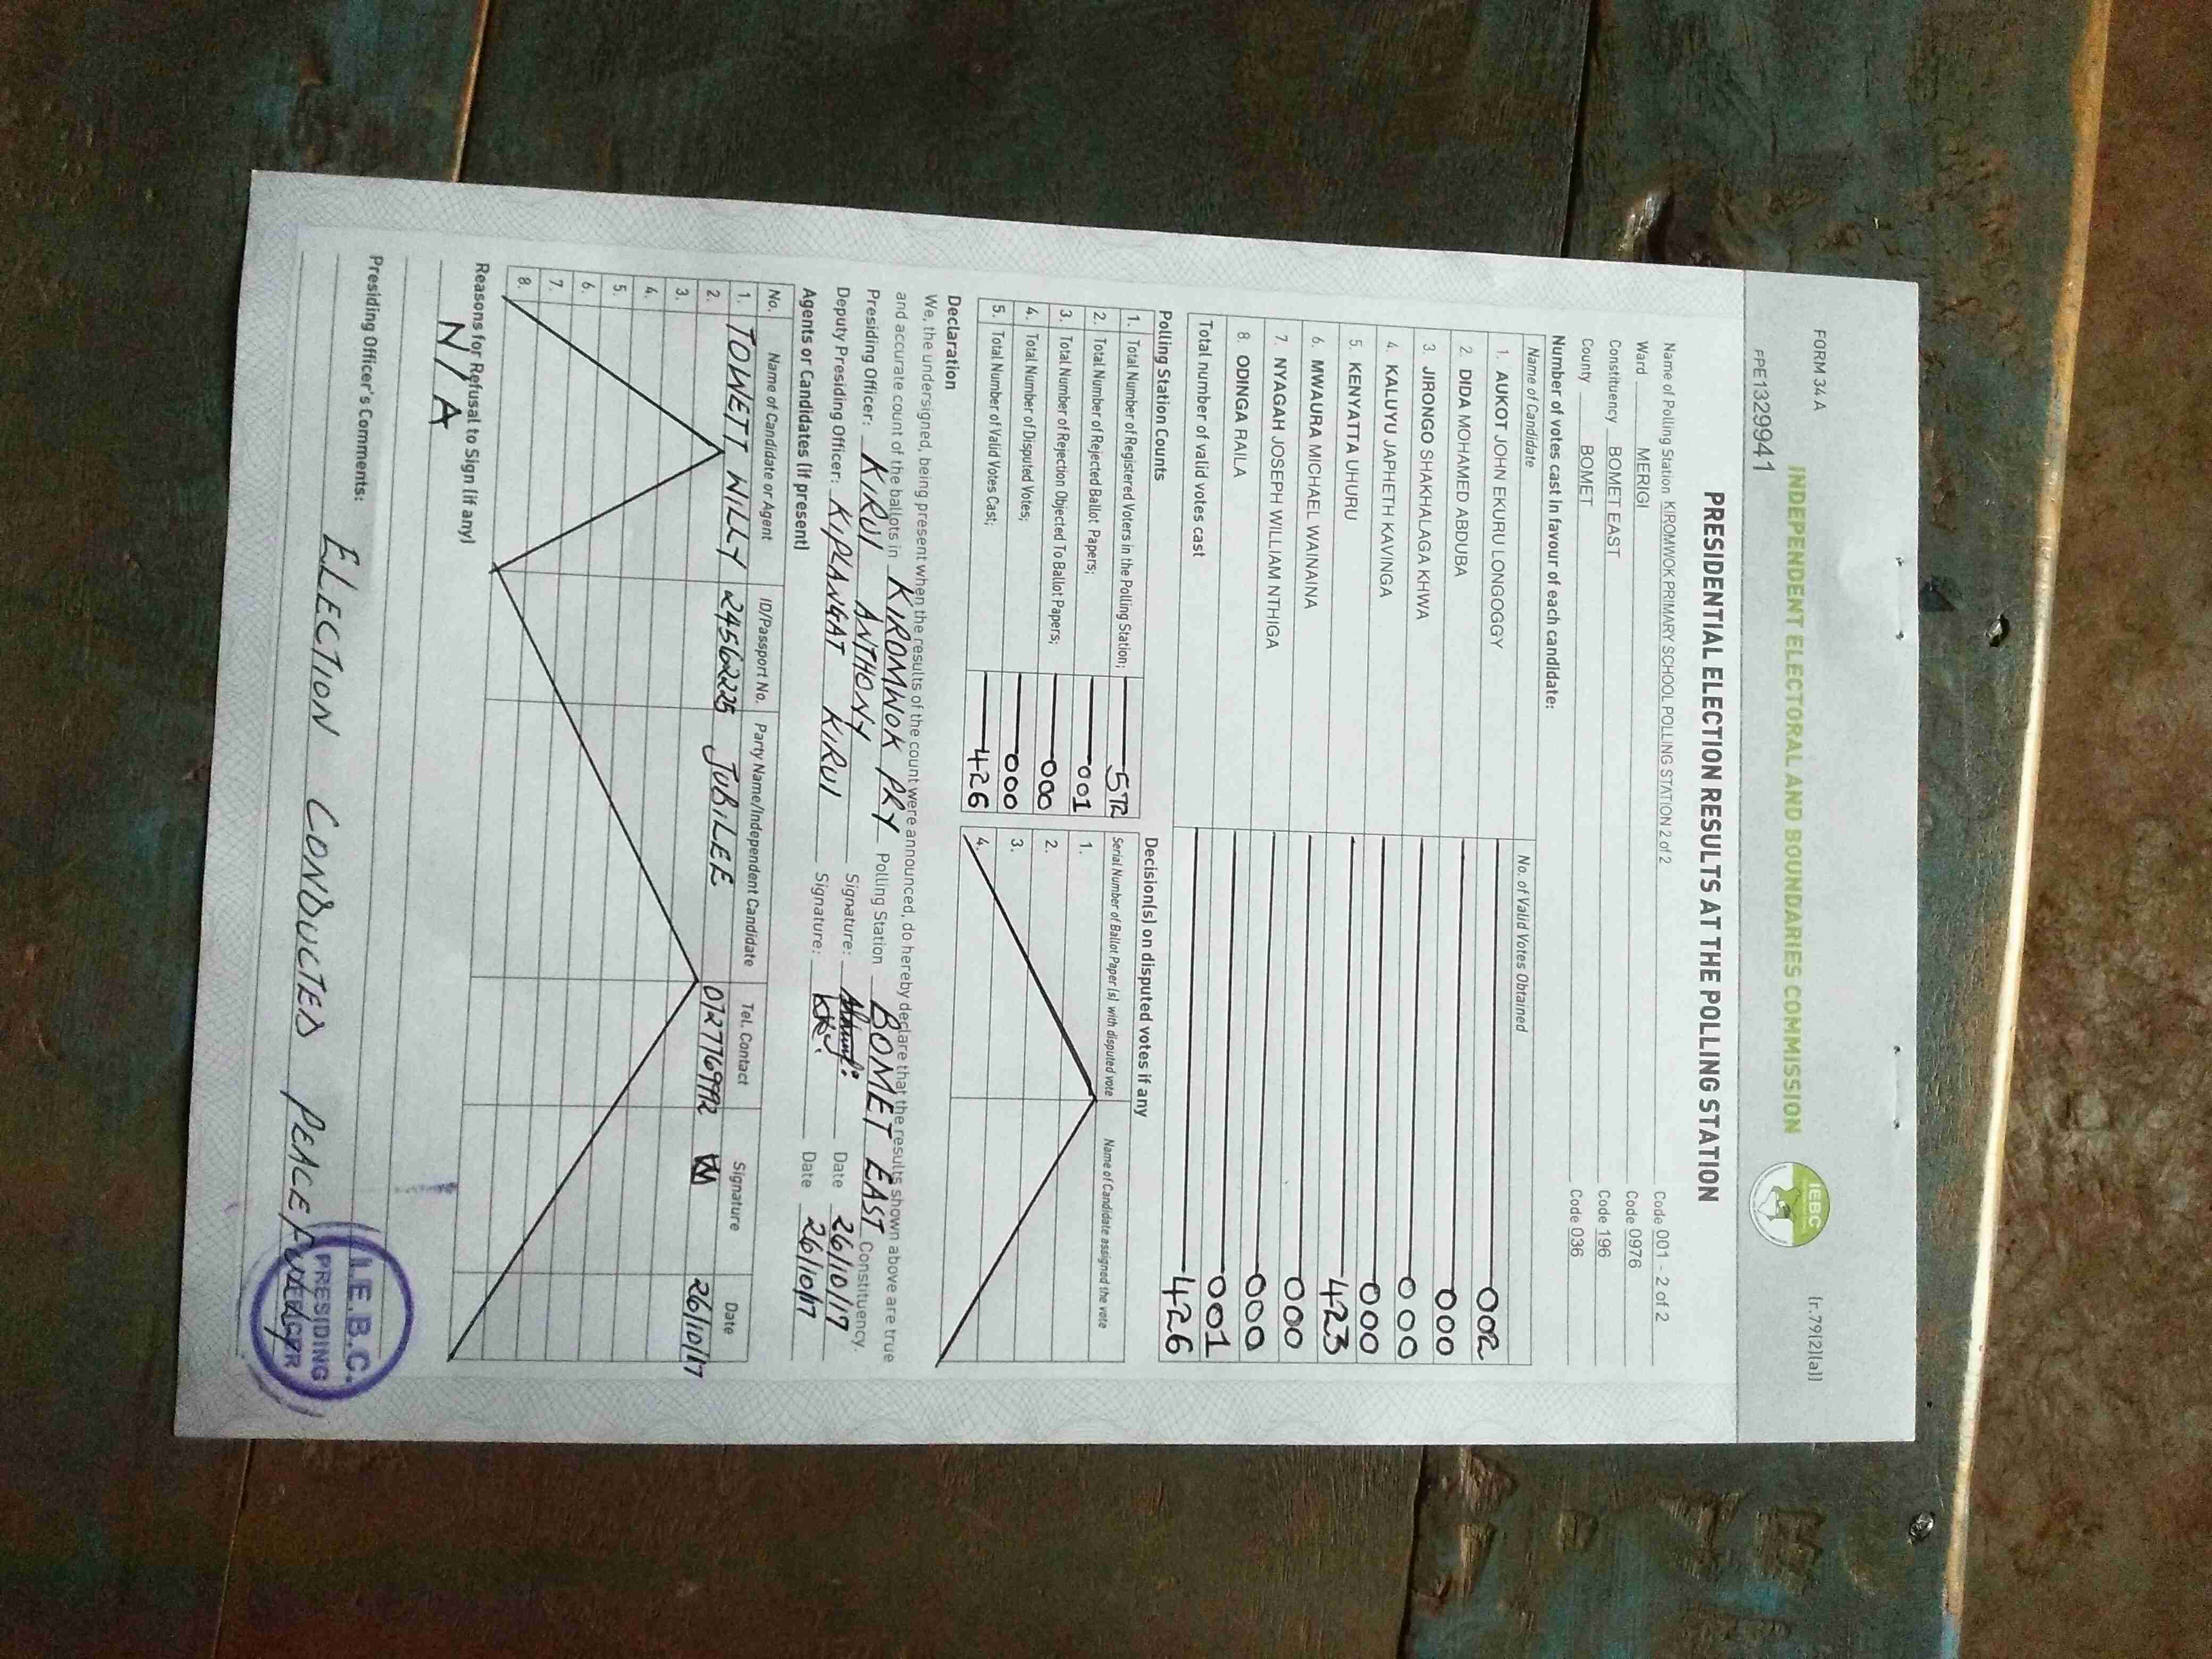 FORM 34 A
(r.79(2)(a))
INDEPENDENT ELECTORAL AND BOUNDARIES COMMISSION
IEBC
PPE1329941
PRESIDENTIAL ELECTION RESULTS AT THE POLLING STATION
Name of Polling Station KIROMWOK PRIMARY SCHOOL POLLING STATION 2 of 2 Code 001 - 2 of 2
Ward MERIGI Code 0976
Constituency BOMET EAST Code 196
County BOMET Code 036
Number of votes cast in favour of each candidate:
Name of Candidate No. of Valid Votes Obtained
1. AUKOT JOHN EKURU LONGOGGY 002
2. DIDA MOHAMED ABDUBA 000
3. JIRONGO SHAKHALAGA KHWA 000
4. KALUYU JAPHETH KAVINGA 000
5. KENYATTA UHURU 423
6. MWAURA MICHAEL WAINAINA 000
7. NYAGAH JOSEPH WILLIAM NTHIGA 000
8. ODINGA RAILA 001
Total number of valid votes cast 426
Polling Station Counts
1. Total Number of Registered Voters in the Polling Station; 572
2. Total Number of Rejected Ballot Papers; 001
3. Total Number of Rejection Objected To Ballot Papers; 000
4. Total Number of Disputed Votes; 000
5. Total Number of Valid Votes Cast; 426
Decision(s) on disputed votes if any
Serial Number of Ballot Paper (s) with disputed vote Name of Candidate assigned the vote
1.
2.
3.
4.
Declaration
We, the undersigned, being present when the results of the count were announced, do hereby declare that the results shown above are true
and accurate count of the ballots in KIROMWOK PRY Polling Station BOMET EAST Constituency.
Presiding Officer: KIRUI ANTHONY Signature: Date 26/10/17
Deputy Presiding Officer: KIPLANGAT KIRUI Signature: Date 26/10/17
Agents or Candidates (if present)
No. Name of Candidate or Agent ID/Passport No. Party Name/Independent Candidate Tel. Contact Signature Date
1. TOWETT WILLY 24562225 JUBILEE 0727769992 26/10/17
2.
3.
4.
5.
6.
7.
8.
Reasons for Refusal to Sign (if any)
N/A
Presiding Officer's Comments:
ELECTION CONDUCTED PEACEFULLY
I.E.B.C.
PRESIDING
OFFICER